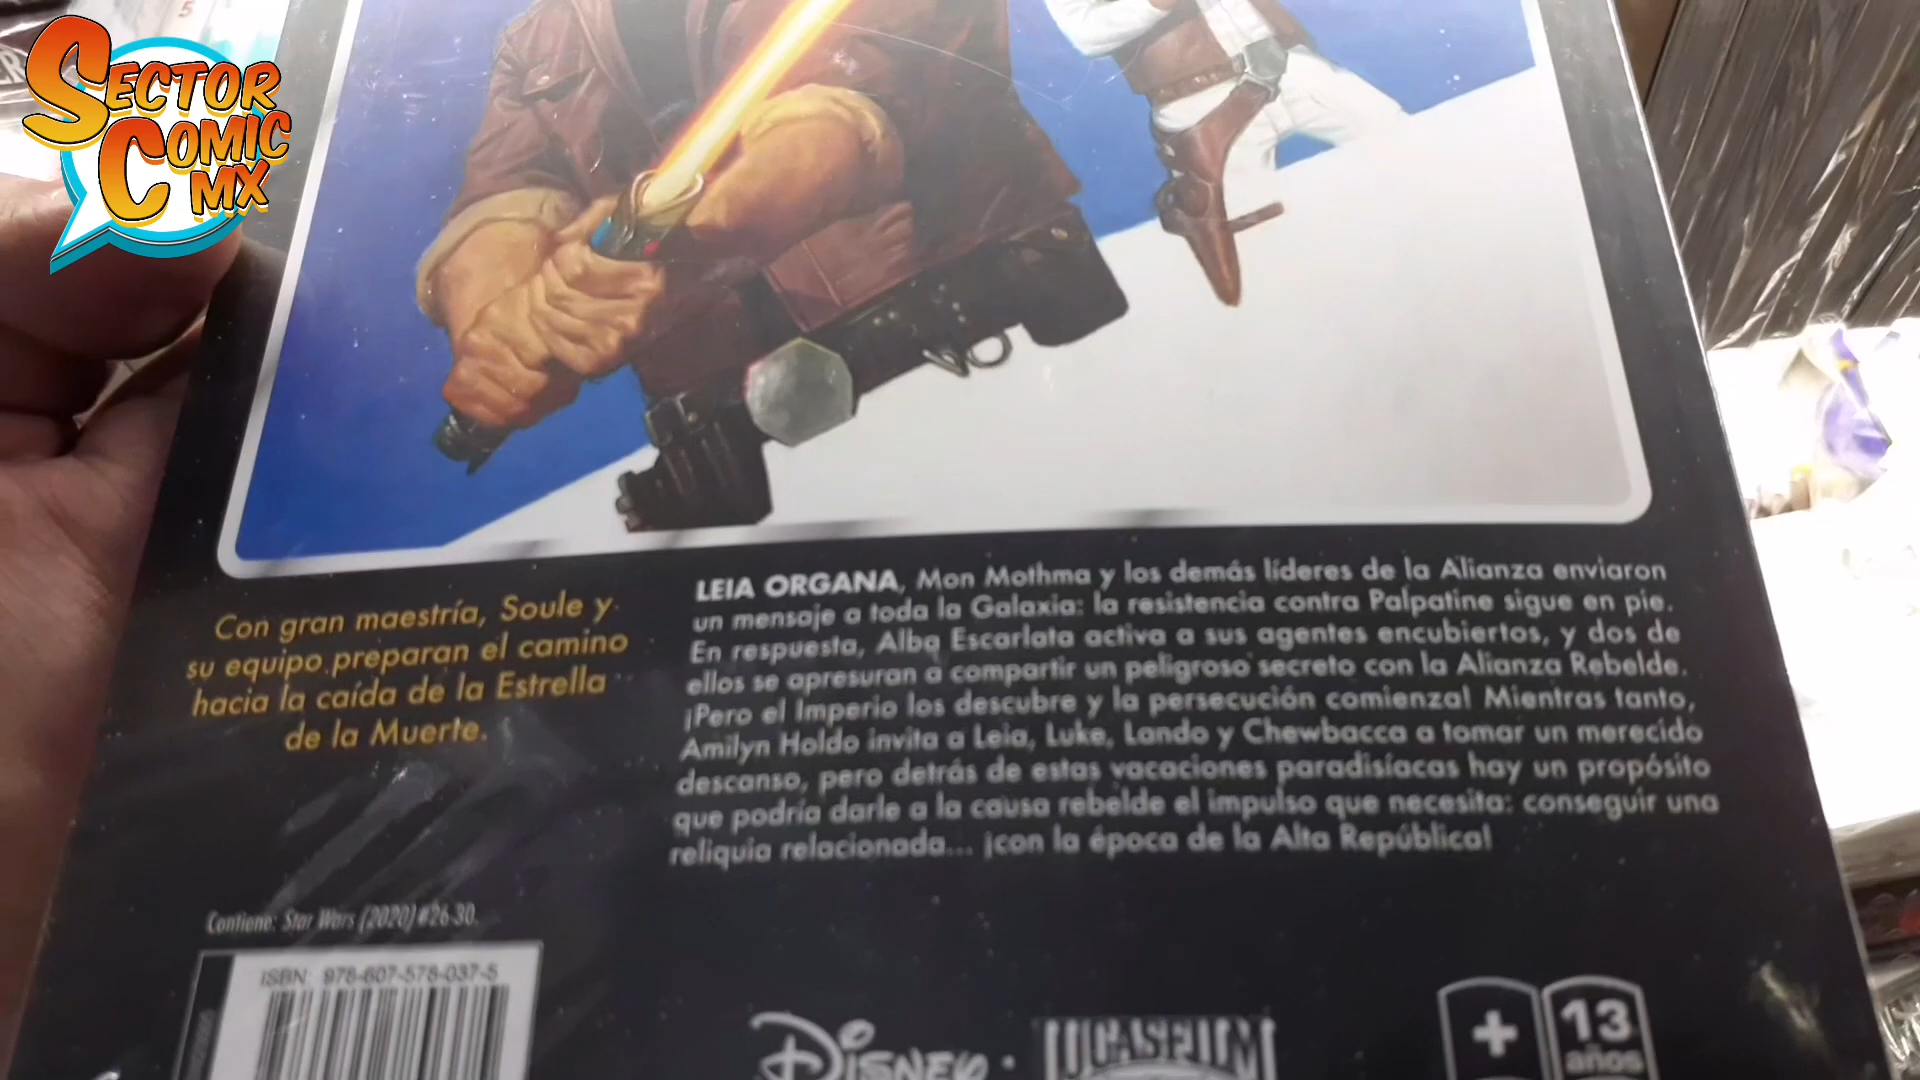 SECTOR
COMIC
MX
Con gran maestría, Soule y
su equipo preparan el camino
hacia la caída de la Estrella
de la Muerte.
LEIA ORGANA, Mon Mothma y los demás líderes de la Alianza enviaron
un mensaje a toda la Galaxia: la resistencia contra Palpatine sigue en pie.
En respuesta, Alba Escarlata activa a sus agentes encubiertos, y dos de
ellos se apresuran a compartir un peligroso secreto con la Alianza Rebelde.
¡Pero el Imperio los descubre y la persecución comienza! Mientras tanto,
Amilyn Holdo invita a Leia, Luke, Lando y Chewbacca a tomar un merecido
descanso, pero detrás de estas vacaciones paradisíacas hay un propósito
que podría darle a la causa rebelde el impulso que necesita: conseguir una
reliquia relacionada... ¡con la época de la Alta República!
Contiene: Star Wars (2020) #26-30.
ISBN: 978-607-578-037-5
DISNEY · LUCASFILM
+ 13
años